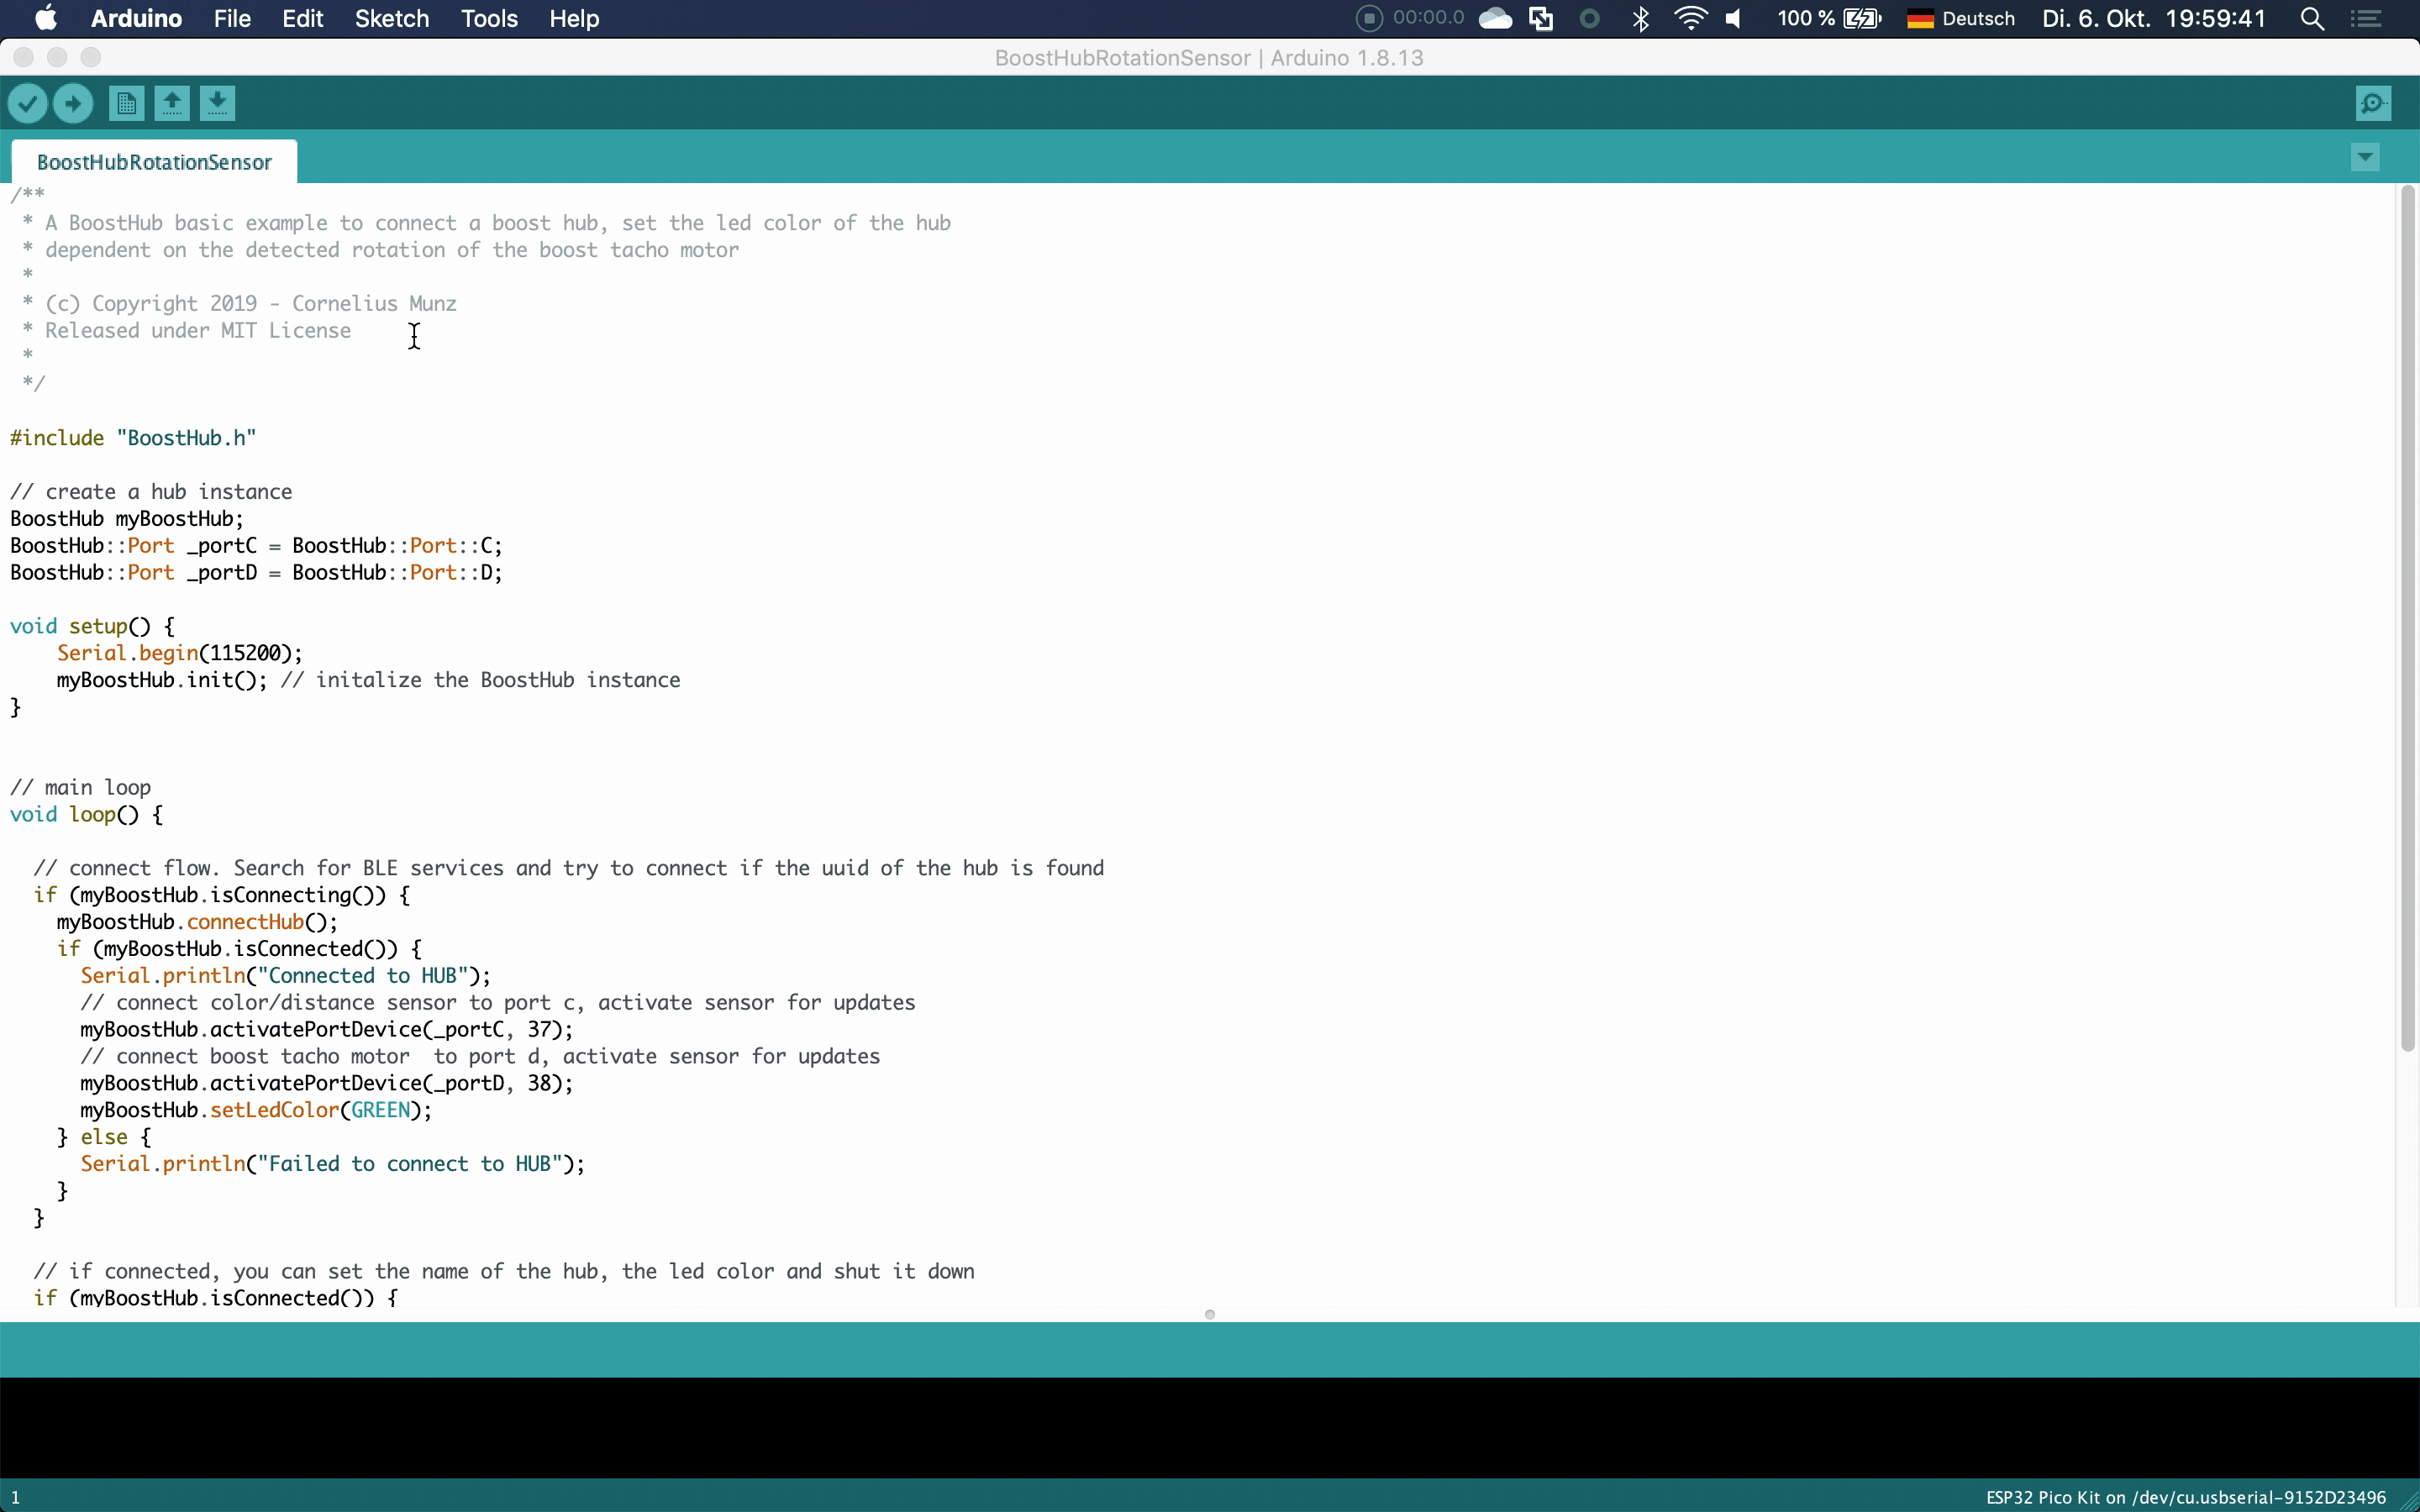 Arduino File Edit Sketch Tools Help 00:00.0 100 % Deutsch Di. 6. Okt. 19:59:41
BoostHubRotationSensor | Arduino 1.8.13
BoostHubRotationSensor
/**
 * A BoostHub basic example to connect a boost hub, set the led color of the hub
 * dependent on the detected rotation of the boost tacho motor
 *
 * (c) Copyright 2019 - Cornelius Munz
 * Released under MIT License
 *
 */
#include "BoostHub.h"
// create a hub instance
BoostHub myBoostHub;
BoostHub::Port _portC = BoostHub::Port::C;
BoostHub::Port _portD = BoostHub::Port::D;
void setup() {
    Serial.begin(115200);
    myBoostHub.init(); // initalize the BoostHub instance
}
// main loop
void loop() {
  // connect flow. Search for BLE services and try to connect if the uuid of the hub is found
  if (myBoostHub.isConnecting()) {
    myBoostHub.connectHub();
    if (myBoostHub.isConnected()) {
      Serial.println("Connected to HUB");
      // connect color/distance sensor to port c, activate sensor for updates
      myBoostHub.activatePortDevice(_portC, 37);
      // connect boost tacho motor  to port d, activate sensor for updates
      myBoostHub.activatePortDevice(_portD, 38);
      myBoostHub.setLedColor(GREEN);
    } else {
      Serial.println("Failed to connect to HUB");
    }
  }
  // if connected, you can set the name of the hub, the led color and shut it down
  if (myBoostHub.isConnected()) {
1 ESP32 Pico Kit on /dev/cu.usbserial-9152D23496